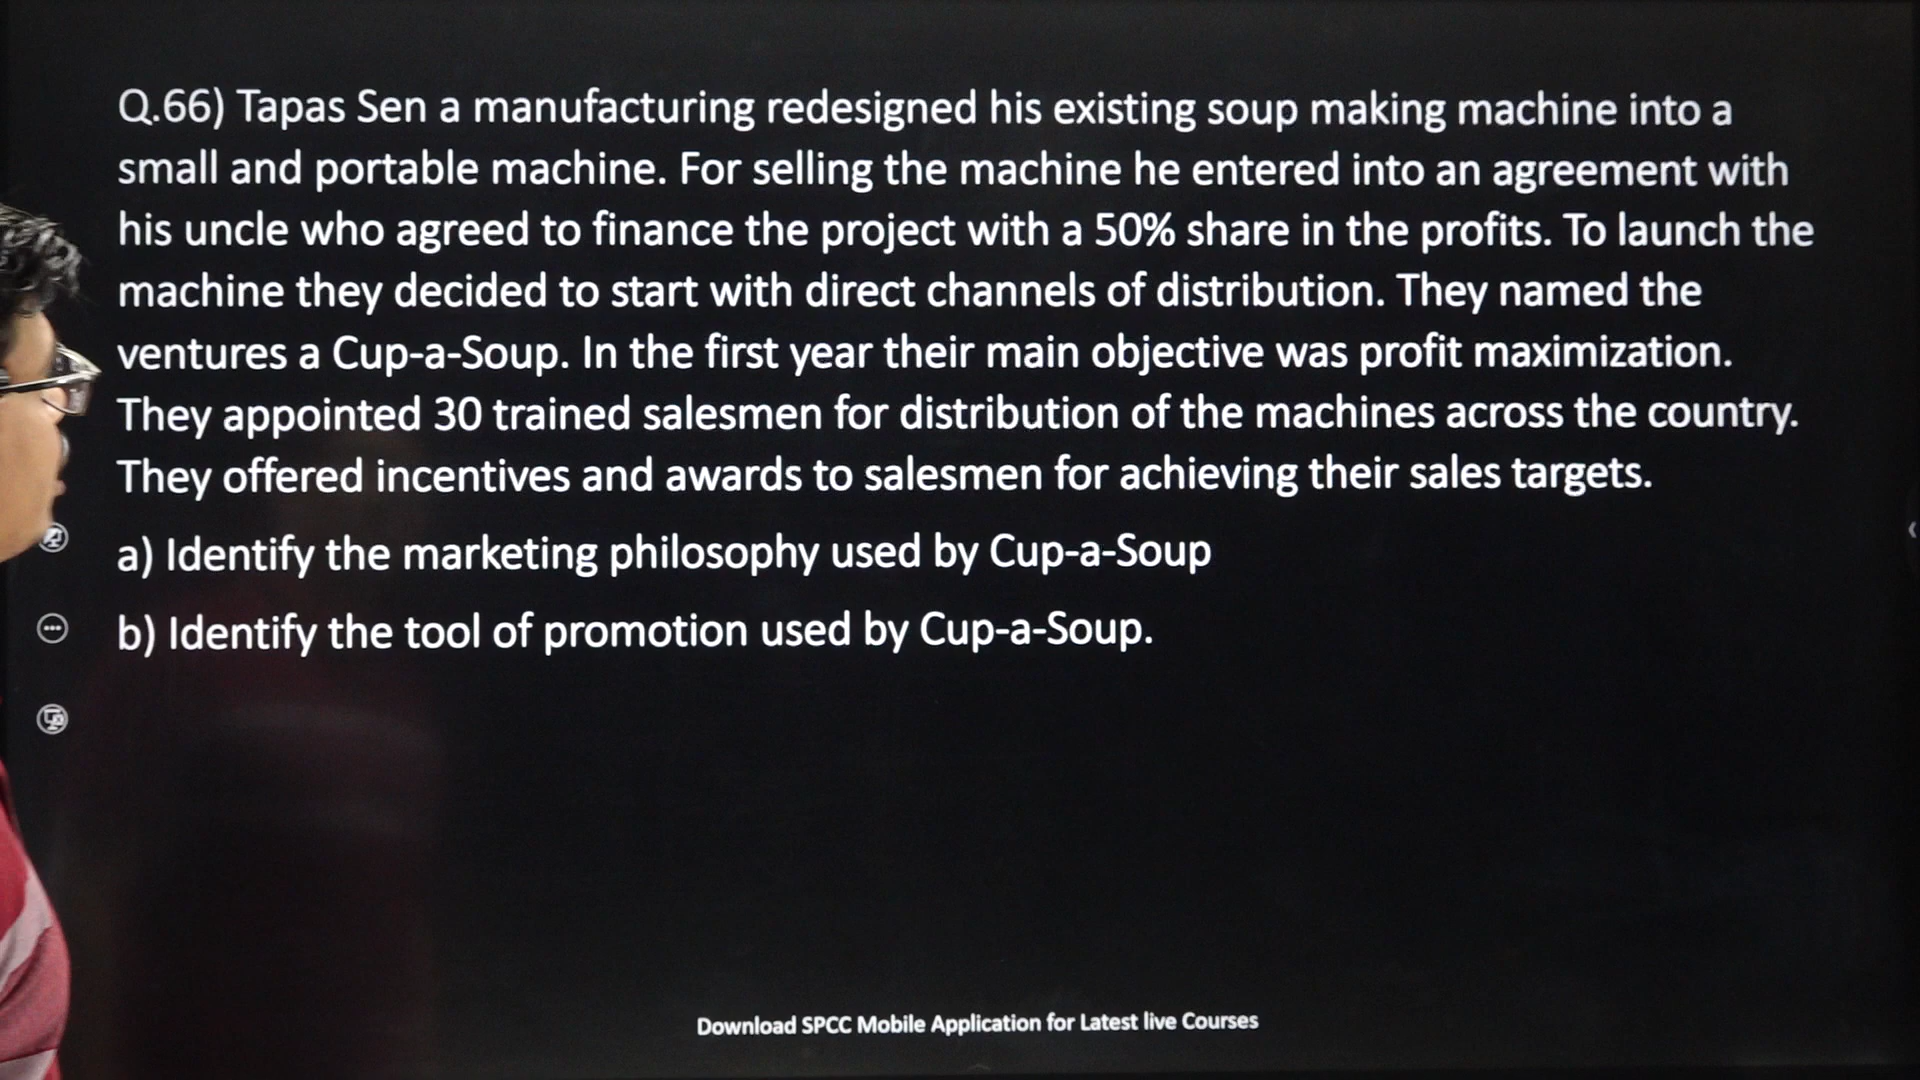 Q.66) Tapas Sen a manufacturing redesigned his existing soup making machine into a
small and portable machine. For selling the machine he entered into an agreement with
his uncle who agreed to finance the project with a 50% share in the profits. To launch the
machine they decided to start with direct channels of distribution. They named the
ventures a Cup-a-Soup. In the first year their main objective was profit maximization.
They appointed 30 trained salesmen for distribution of the machines across the country.
They offered incentives and awards to salesmen for achieving their sales targets.
a) Identify the marketing philosophy used by Cup-a-Soup
b) Identify the tool of promotion used by Cup-a-Soup.
Download SPCC Mobile Application for Latest live Courses